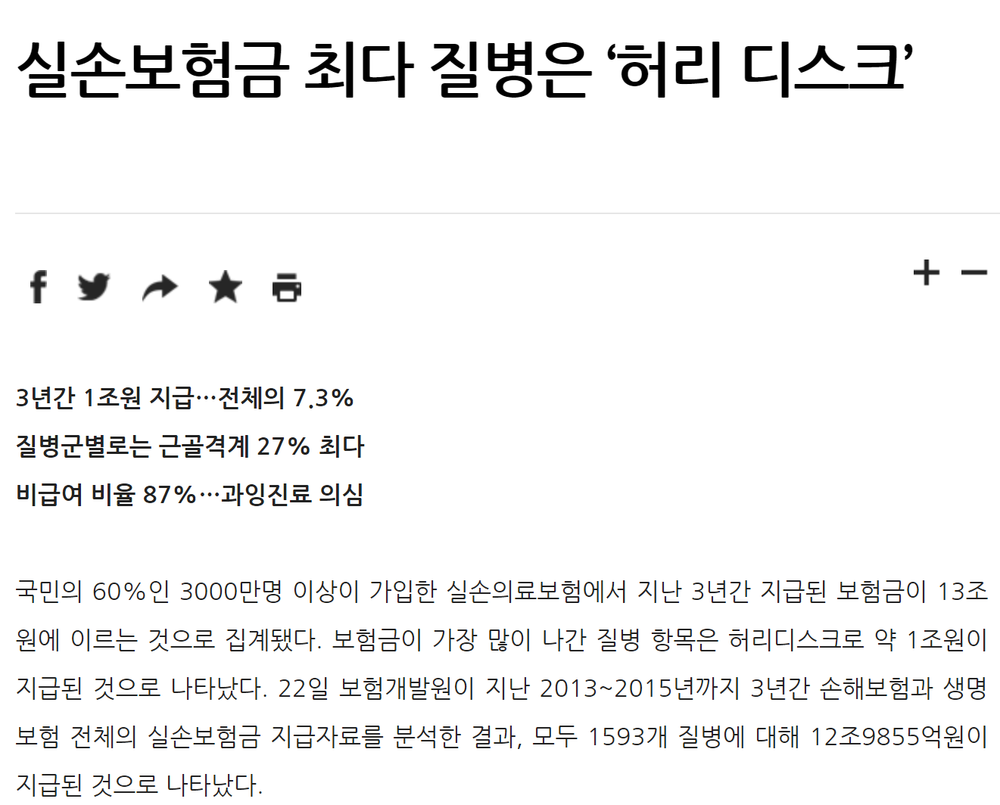 실손보험금 최다 질병은 ‘허리 디스크’
3년간 1조원 지급…전체의 7.3%
질병군별로는 근골격계 27% 최다
비급여 비율 87%…과잉진료 의심
국민의 60%인 3000만명 이상이 가입한 실손의료보험에서 지난 3년간 지급된 보험금이 13조
원에 이르는 것으로 집계됐다. 보험금이 가장 많이 나간 질병 항목은 허리디스크로 약 1조원이
지급된 것으로 나타났다. 22일 보험개발원이 지난 2013~2015년까지 3년간 손해보험과 생명
보험 전체의 실손보험금 지급자료를 분석한 결과, 모두 1593개 질병에 대해 12조9855억원이
지급된 것으로 나타났다.